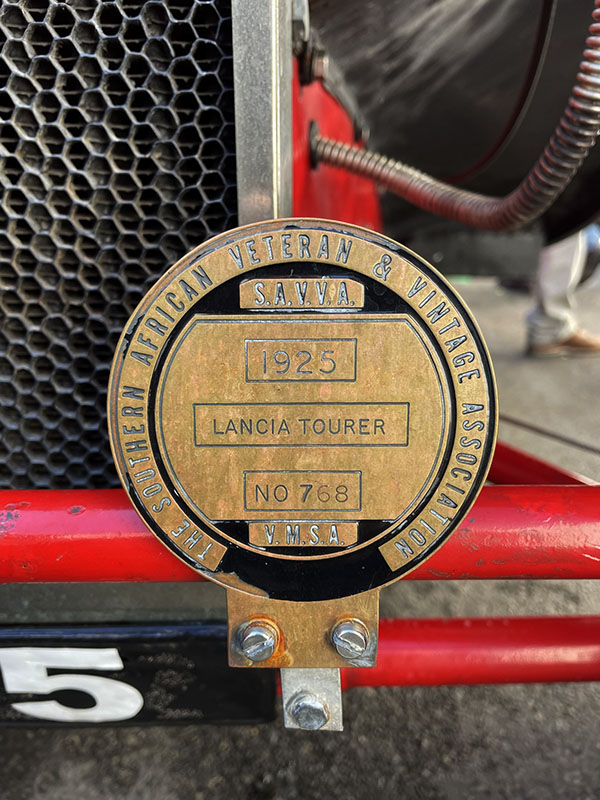 THE SOUTHERN AFRICAN VETERAN & VINTAGE ASSOCIATION
S.A.V.V.A.
1925
LANCIA TOURER
NO 768
V.M.S.A.
5